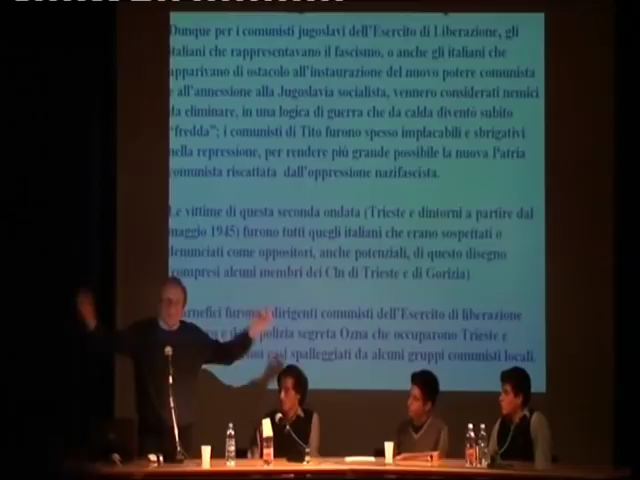 Dunque per i comunisti jugoslavi dell'Esercito di Liberazione, gli
italiani che rappresentavano il fascismo, o anche gli italiani che
apparivano di ostacolo all'instaurazione del nuovo potere comunista
e all'annessione alla Jugoslavia socialista, vennero considerati nemici
da eliminare, in una logica di guerra che da calda diventò subito
"fredda"; i comunisti di Tito furono spesso implacabili e sbrigativi
nella repressione, per rendere più grande possibile la nuova Patria
comunista riscattata dall'oppressione nazifascista.
Le vittime di questa seconda ondata (Trieste e dintorni a partire dal
maggio 1945) furono tutti quegli italiani che erano sospettati o
denunciati come oppositori, anche potenziali, di questo disegno
(compresi alcuni membri dei Cln di Trieste e di Gorizia)
carnefici furono i dirigenti comunisti dell'Esercito di liberazione
e della polizia segreta Ozna che occuparono Trieste e
casi spalleggiati da alcuni gruppi comunisti locali.